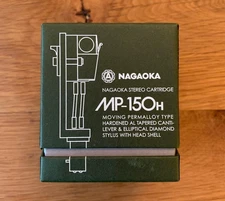 NAGAOKA
NAGAOKA STEREO CARTRIDGE
MP-150H
MOVING PERMALLOY TYPE
HARDENED AL TAPERED CANTI-
LEVER & ELLIPTICAL DIAMOND
STYLUS WITH HEAD SHELL